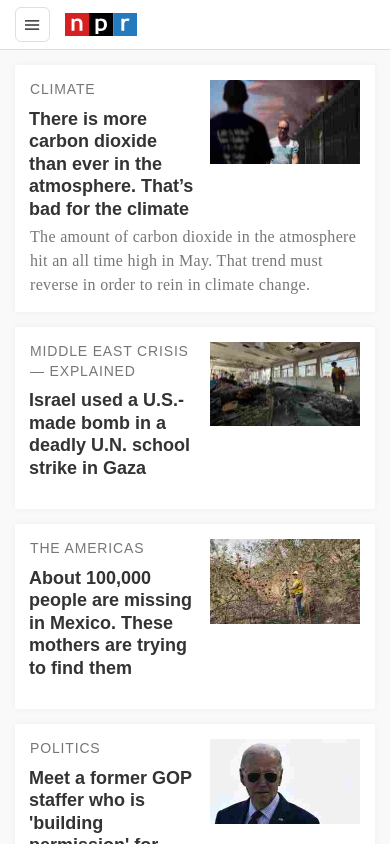 npr
CLIMATE
There is more
carbon dioxide
than ever in the
atmosphere. That's
bad for the climate
The amount of carbon dioxide in the atmosphere
hit an all time high in May. That trend must
reverse in order to rein in climate change.
MIDDLE EAST CRISIS
— EXPLAINED
Israel used a U.S.-
made bomb in a
deadly U.N. school
strike in Gaza
THE AMERICAS
About 100,000
people are missing
in Mexico. These
mothers are trying
to find them
POLITICS
Meet a former GOP
staffer who is
'building
permission' for